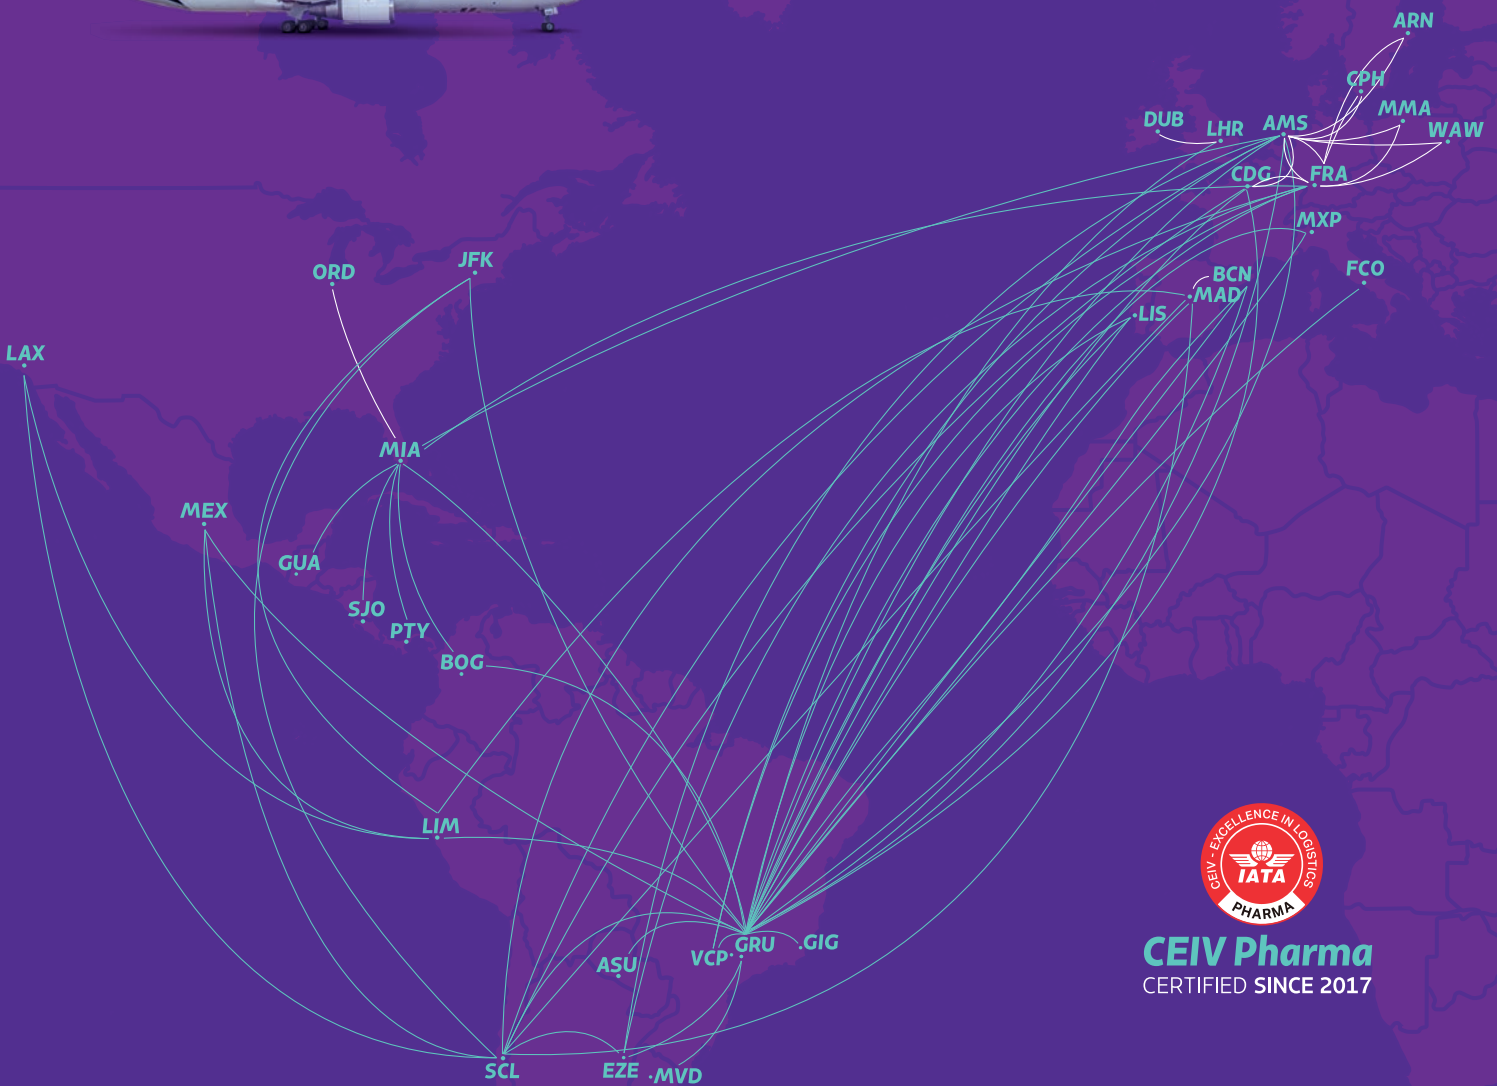 ARN
CPH
MMA
DUB
LHR
AMS
WAW
CDG
FRA
MXP
JFK
ORD
BCN
FCO
MAD
LIS
LAX
MIA
MEX
GUA
SJO
PTY
BOG
LIM
CEIV - EXCELLENCE IN LOGISTICS
IATA
PHARMA
GRU
GIG
VCP
ASU
CEIV Pharma
CERTIFIED SINCE 2017
SCL
EZE
MVD